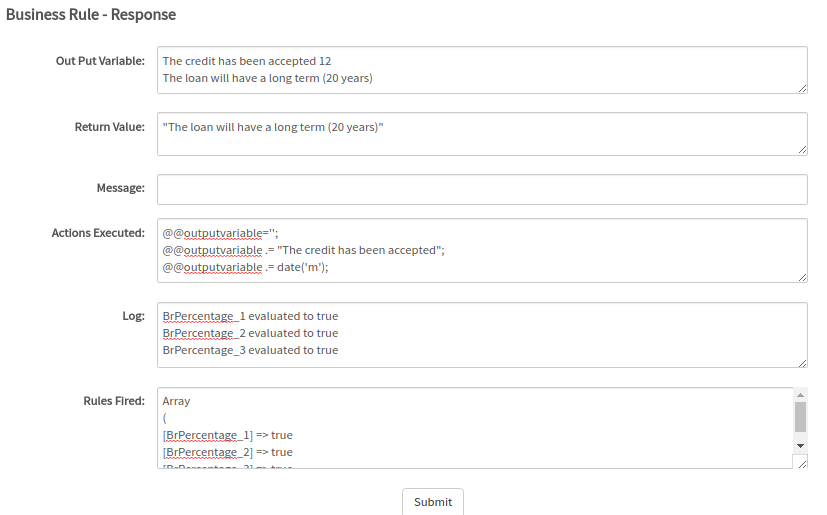 Business Rule - Response
Out Put Variable:
The credit has been accepted 12
The loan will have a long term (20 years)
Return Value:
"The loan will have a long term (20 years)"
Message:
Actions Executed:
@@outputvariable='';
@@outputvariable .= "The credit has been accepted";
@@outputvariable .= date('m');
Log:
BrPercentage_1 evaluated to true
BrPercentage_2 evaluated to true
BrPercentage_3 evaluated to true
Rules Fired:
Array
(
[BrPercentage_1] => true
[BrPercentage_2] => true
[BrPercentage_3] => true
Submit